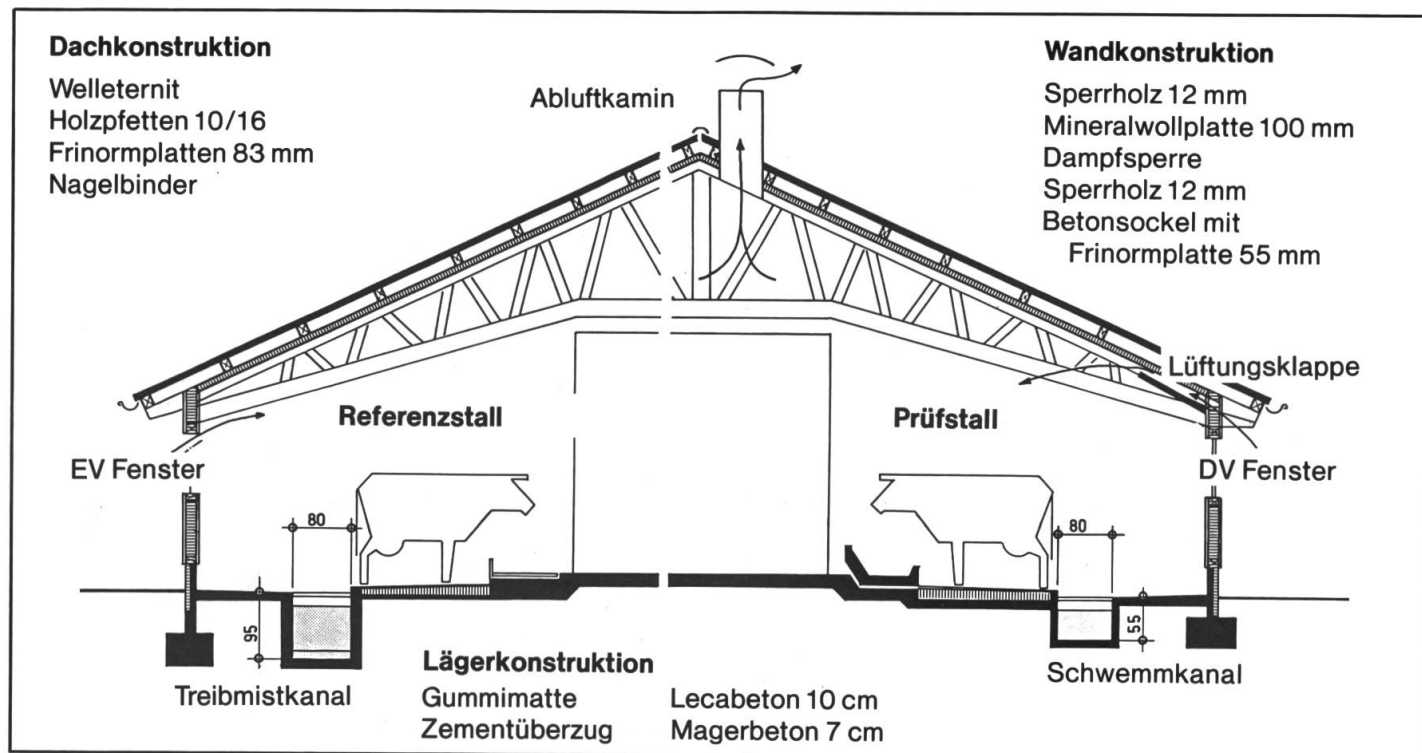 Dachkonstruktion
Welleternit
Holzpfetten 10/16
Frinormplatten 83 mm
Nagelbinder
Abluftkamin
Wandkonstruktion
Sperrholz 12 mm
Mineralwollplatte 100 mm
Dampfsperre
Sperrholz 12 mm
Betonsockel mit
Frinormplatte 55 mm
Lüftungsklappe
Referenzstall
Prüfstall
EV Fenster
DV Fenster
80
80
95
55
Treibmistkanal
Schwemmkanal
Lägerkonstruktion
Gummimatte
Zementüberzug
Lecabeton 10 cm
Magerbeton 7 cm